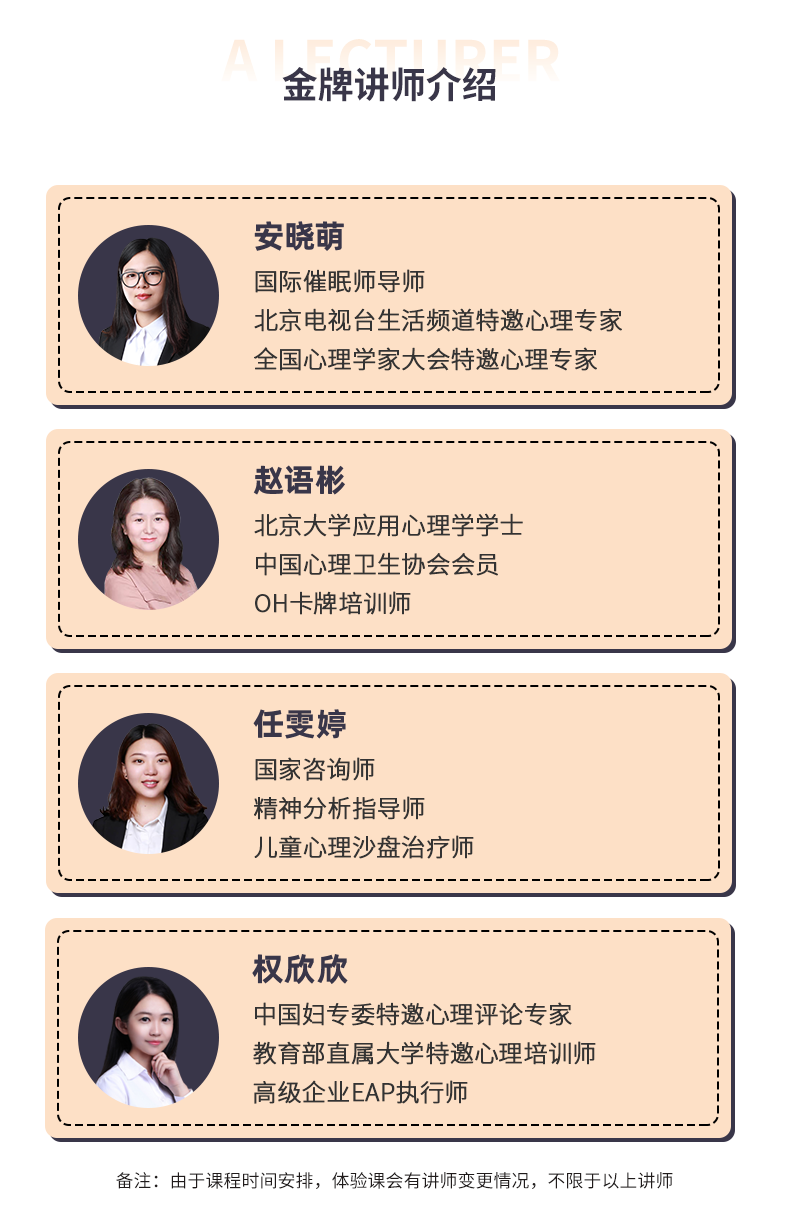 A LECTURER
金牌讲师介绍
安晓萌
国际催眠师导师
北京电视台生活频道特邀心理专家
全国心理学家大会特邀心理专家
赵语彬
北京大学应用心理学学士
中国心理卫生协会会员
OH卡牌培训师
任雯婷
国家咨询师
精神分析指导师
儿童心理沙盘治疗师
权欣欣
中国妇专委特邀心理评论专家
教育部直属大学特邀心理培训师
高级企业EAP执行师
备注：由于课程时间安排，体验课会有讲师变更情况，不限于以上讲师